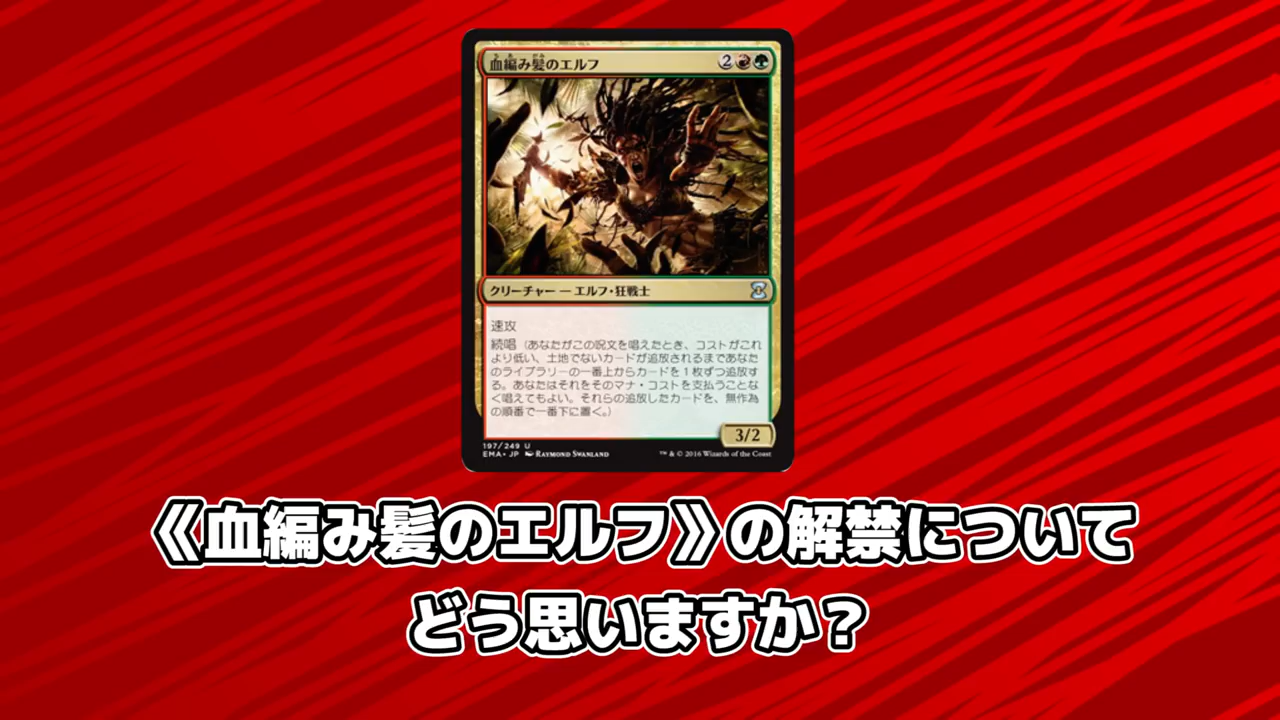 血編み髪のエルフ
2
クリーチャー ― エルフ・狂戦士
速攻
続唱（あなたがこの呪文を唱えたとき、コストがこれ
より低い、土地でないカードが追放されるまであなた
のライブラリーの一番上からカードを１枚ずつ追放す
る。あなたはそれをそのマナ・コストを支払うことな
く唱えてもよい。それらの追放したカードを、無作為
の順番で一番下に置く。）
3/2
197/249 U
EMA • JP RAYMOND SWANLAND
™ & © 2016 Wizards of the Coast
《血編み髪のエルフ》の解禁について
どう思いますか？